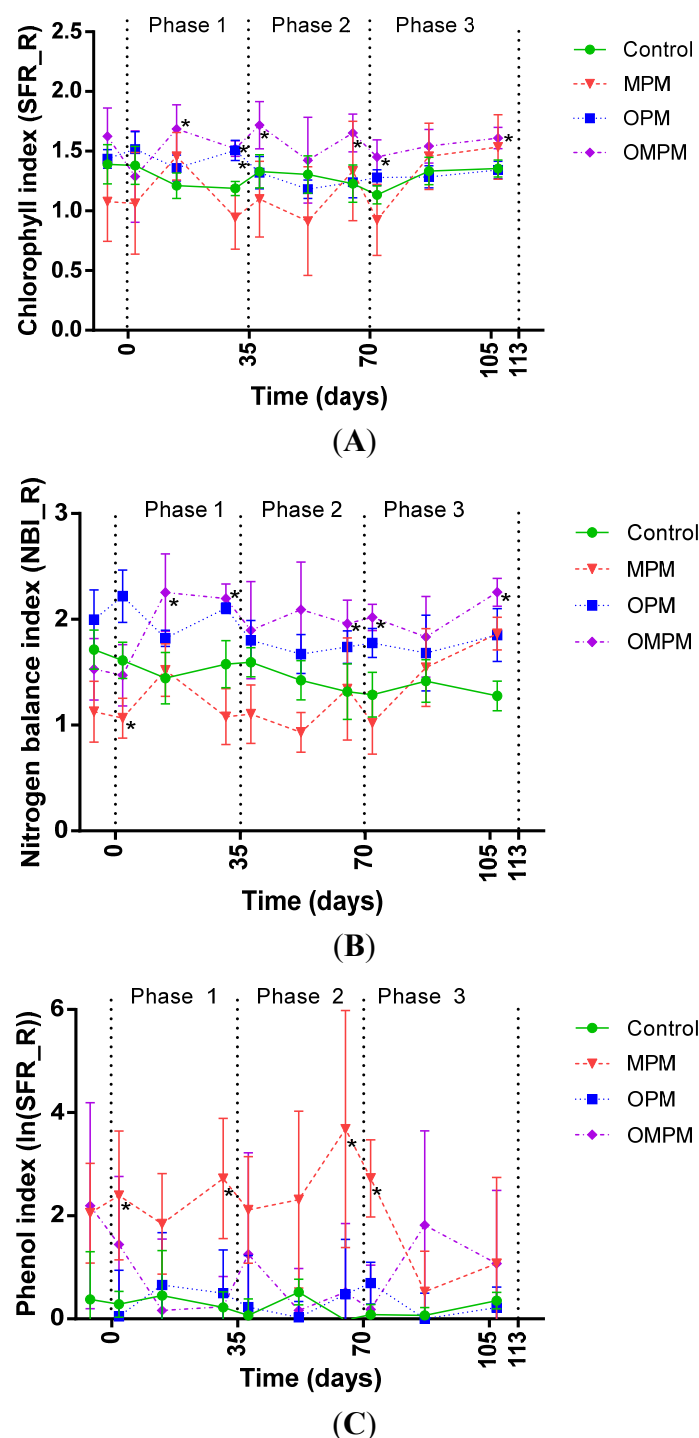 Chlorophyll index (SFR_R)
2.5
2.0
1.5
1.0
0.5
0.0
Phase 1
Phase 2
Phase 3
*
*
*
*
*
*
*
*
0
35
70
105
113
Time (days)
Control
MPM
OPM
OMPM
(A)
Nitrogen balance index (NBI_R)
3
2
1
0
Phase 1
Phase 2
Phase 3
*
*
*
*
*
*
0
35
70
105
113
Time (days)
Control
MPM
OPM
OMPM
(B)
Phenol index (ln(SFR_R))
6
4
2
0
Phase 1
Phase 2
Phase 3
*
*
*
*
0
35
70
105
113
Time (days)
Control
MPM
OPM
OMPM
(C)